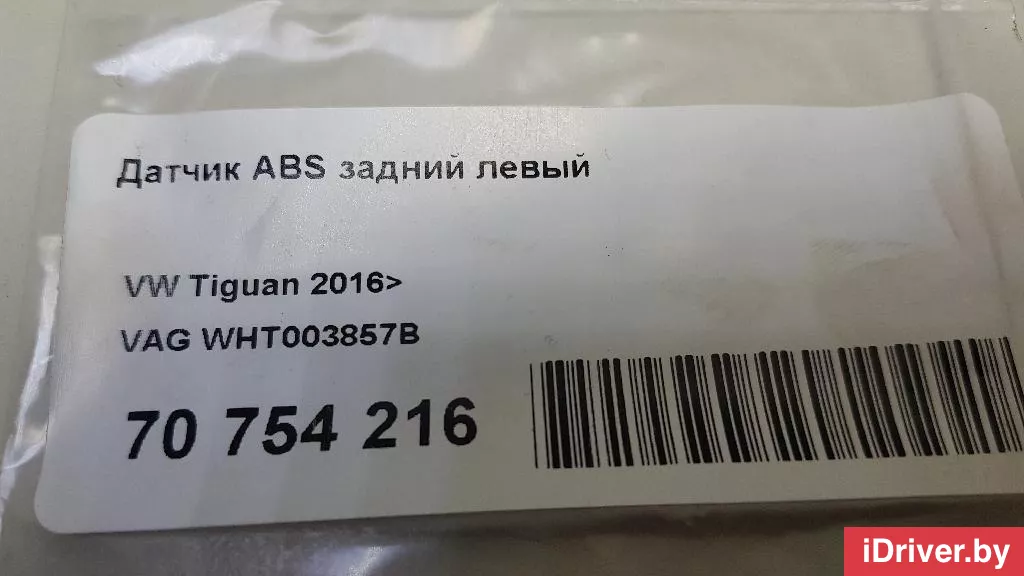 Датчик ABS задний левый
VW Tiguan 2016>
VAG WHT003857B
70 754 216
iDriver.by